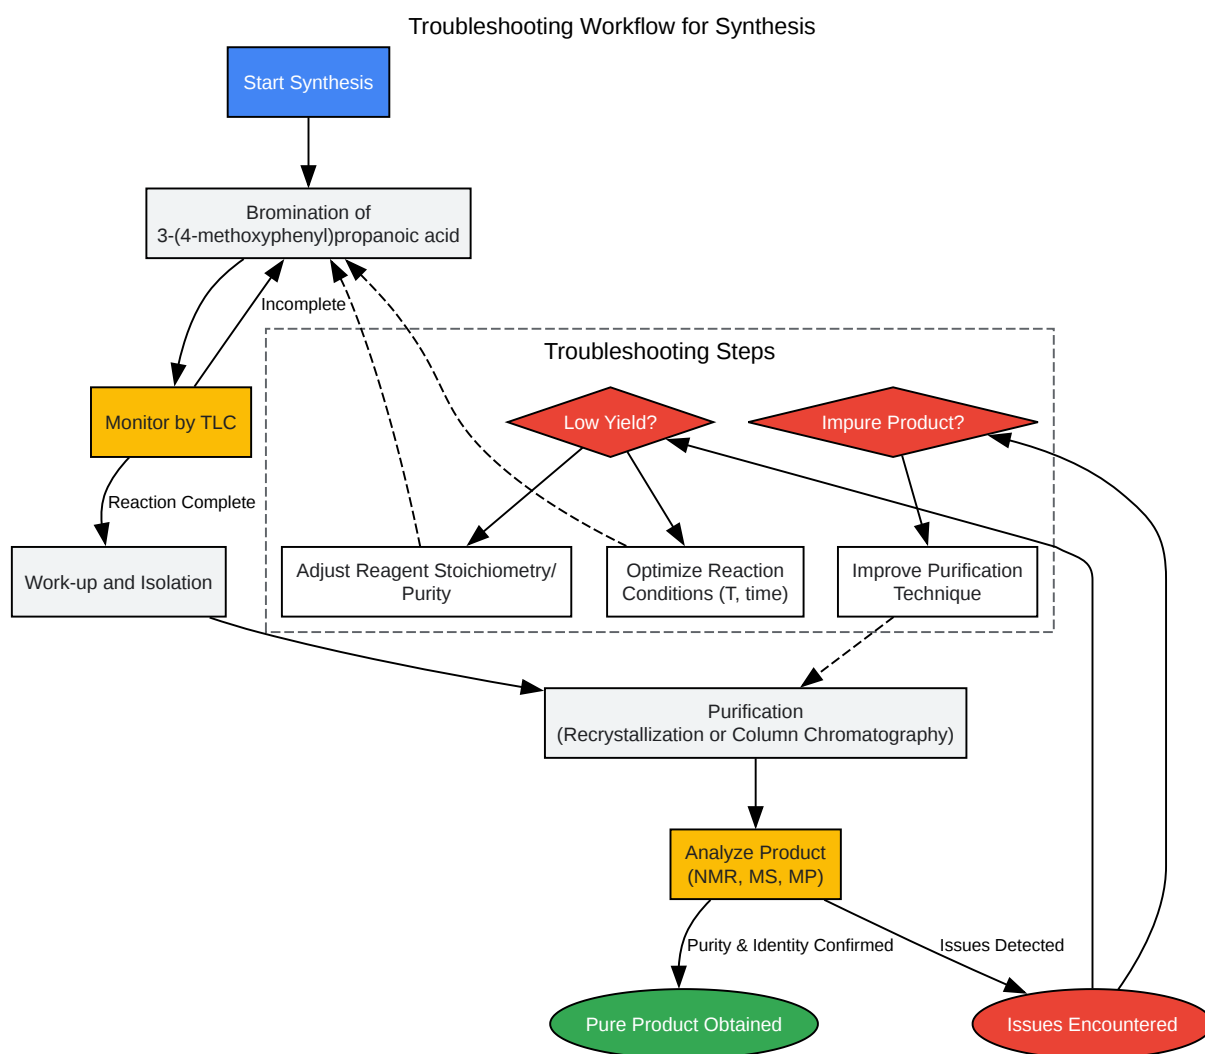 Troubleshooting Workflow for Synthesis
Start Synthesis
Bromination of
3-(4-methoxyphenyl)propanoic acid
Incomplete
Troubleshooting Steps
Monitor by TLC
Low Yield?
Impure Product?
Reaction Complete
Work-up and Isolation
Adjust Reagent Stoichiometry/
Purity
Optimize Reaction
Conditions (T, time)
Improve Purification
Technique
Purification
(Recrystallization or Column Chromatography)
Analyze Product
(NMR, MS, MP)
Purity & Identity Confirmed
Issues Detected
Pure Product Obtained
Issues Encountered